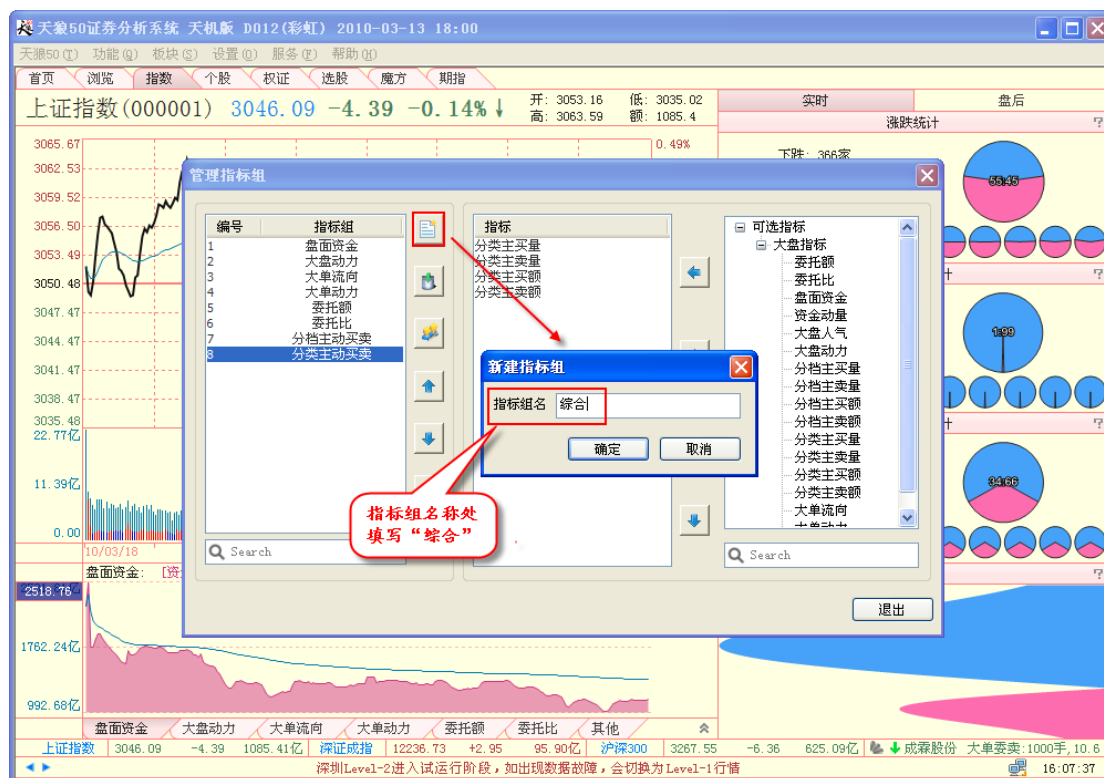 天狼50证券分析系统 天机版 D012(彩虹) 2010-03-13 18:00
天狼50(T) 功能(Q) 板块(S) 设置(O) 服务(F) 帮助(H)
首页 浏览 指数 个股 权证 选股 魔方 期指
上证指数(000001) 3046.09 -4.39 -0.14%↓
开: 3053.16 低: 3035.02
高: 3063.59 额: 1085.4
实时 盘后
涨跌统计 ?
下跌: 366家
55:45
3065.67
0.49%
3062.53
3059.52
3056.50
3053.49
3050.48
3047.47
3044.47
3041.47
3038.47
3035.48
22.77亿
11.39亿
0.00
10/03/18
管理指标组
编号 指标组
1 盘面资金
2 大盘动力
3 大单流向
4 大单动力
5 委托额
6 委托比
7 分档主动买卖
8 分类主动买卖
Search
指标
分类主买量
分类主卖量
分类主买额
分类主卖额
可选指标
大盘指标
委托额
委托比
盘面资金
资金动量
大盘人气
大盘动力
分档主买量
分档主卖量
分档主买额
分档主卖额
分类主买量
分类主卖量
分类主买额
分类主卖额
大单流向
大单动力
Search
退出
新建指标组
指标组名 综合
确定 取消
指标组名称处
填写“综合”
计 ?
1:99
计 ?
34:66
?
盘面资金: [资
2518.76
1762.24亿
992.68亿
盘面资金 大盘动力 大单流向 大单动力 委托额 委托比 其他
上证指数 3046.09 -4.39 1085.41亿 深证成指 12236.73 +2.95 95.90亿 沪深300 3267.55 -6.36 625.09亿 成霖股份 大单委卖:1000手,10.6
深圳Level-2进入试运行阶段，如出现数据故障，会切换为Level-1行情
16:07:37